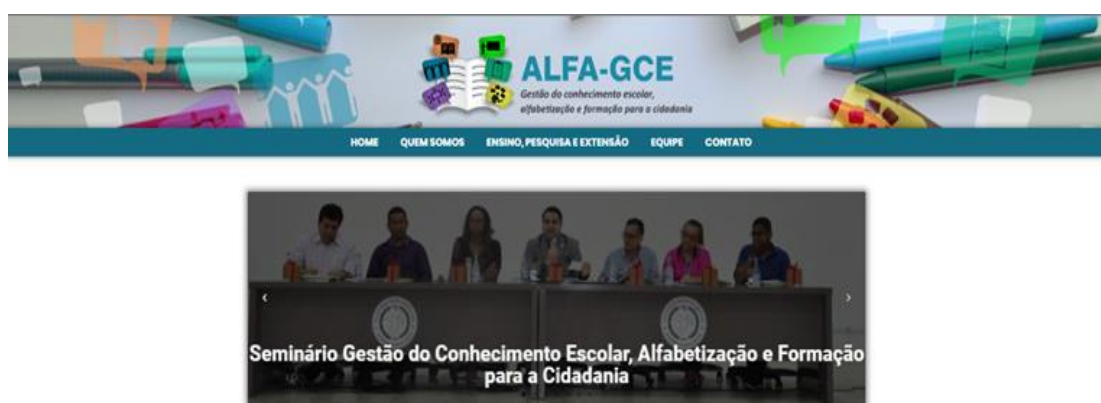 ALFA-GCE
Gestão do conhecimento escolar,
alfabetização e formação para a cidadania
HOME QUEM SOMOS ENSINO, PESQUISA E EXTENSÃO EQUIPE CONTATO
Seminário Gestão do Conhecimento Escolar, Alfabetização e Formação
para a Cidadania